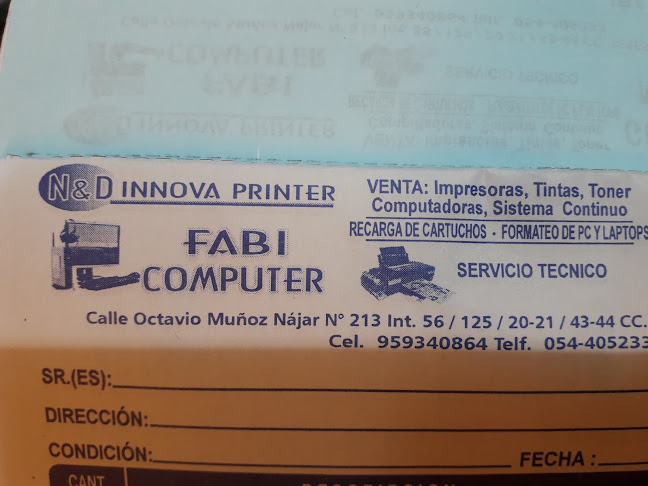 N&D INNOVA PRINTER
FABI
COMPUTER
VENTA: Impresoras, Tintas, Toner
Computadoras, Sistema Continuo
RECARGA DE CARTUCHOS - FORMATEO DE PC Y LAPTOPS
SERVICIO TECNICO
Calle Octavio Muñoz Nájar N° 213 Int. 56 / 125 / 20-21 / 43-44 CC.
Cel. 959340864 Telf. 054-405233
SR.(ES):
DIRECCIÓN:
CONDICIÓN:
FECHA :
CANT